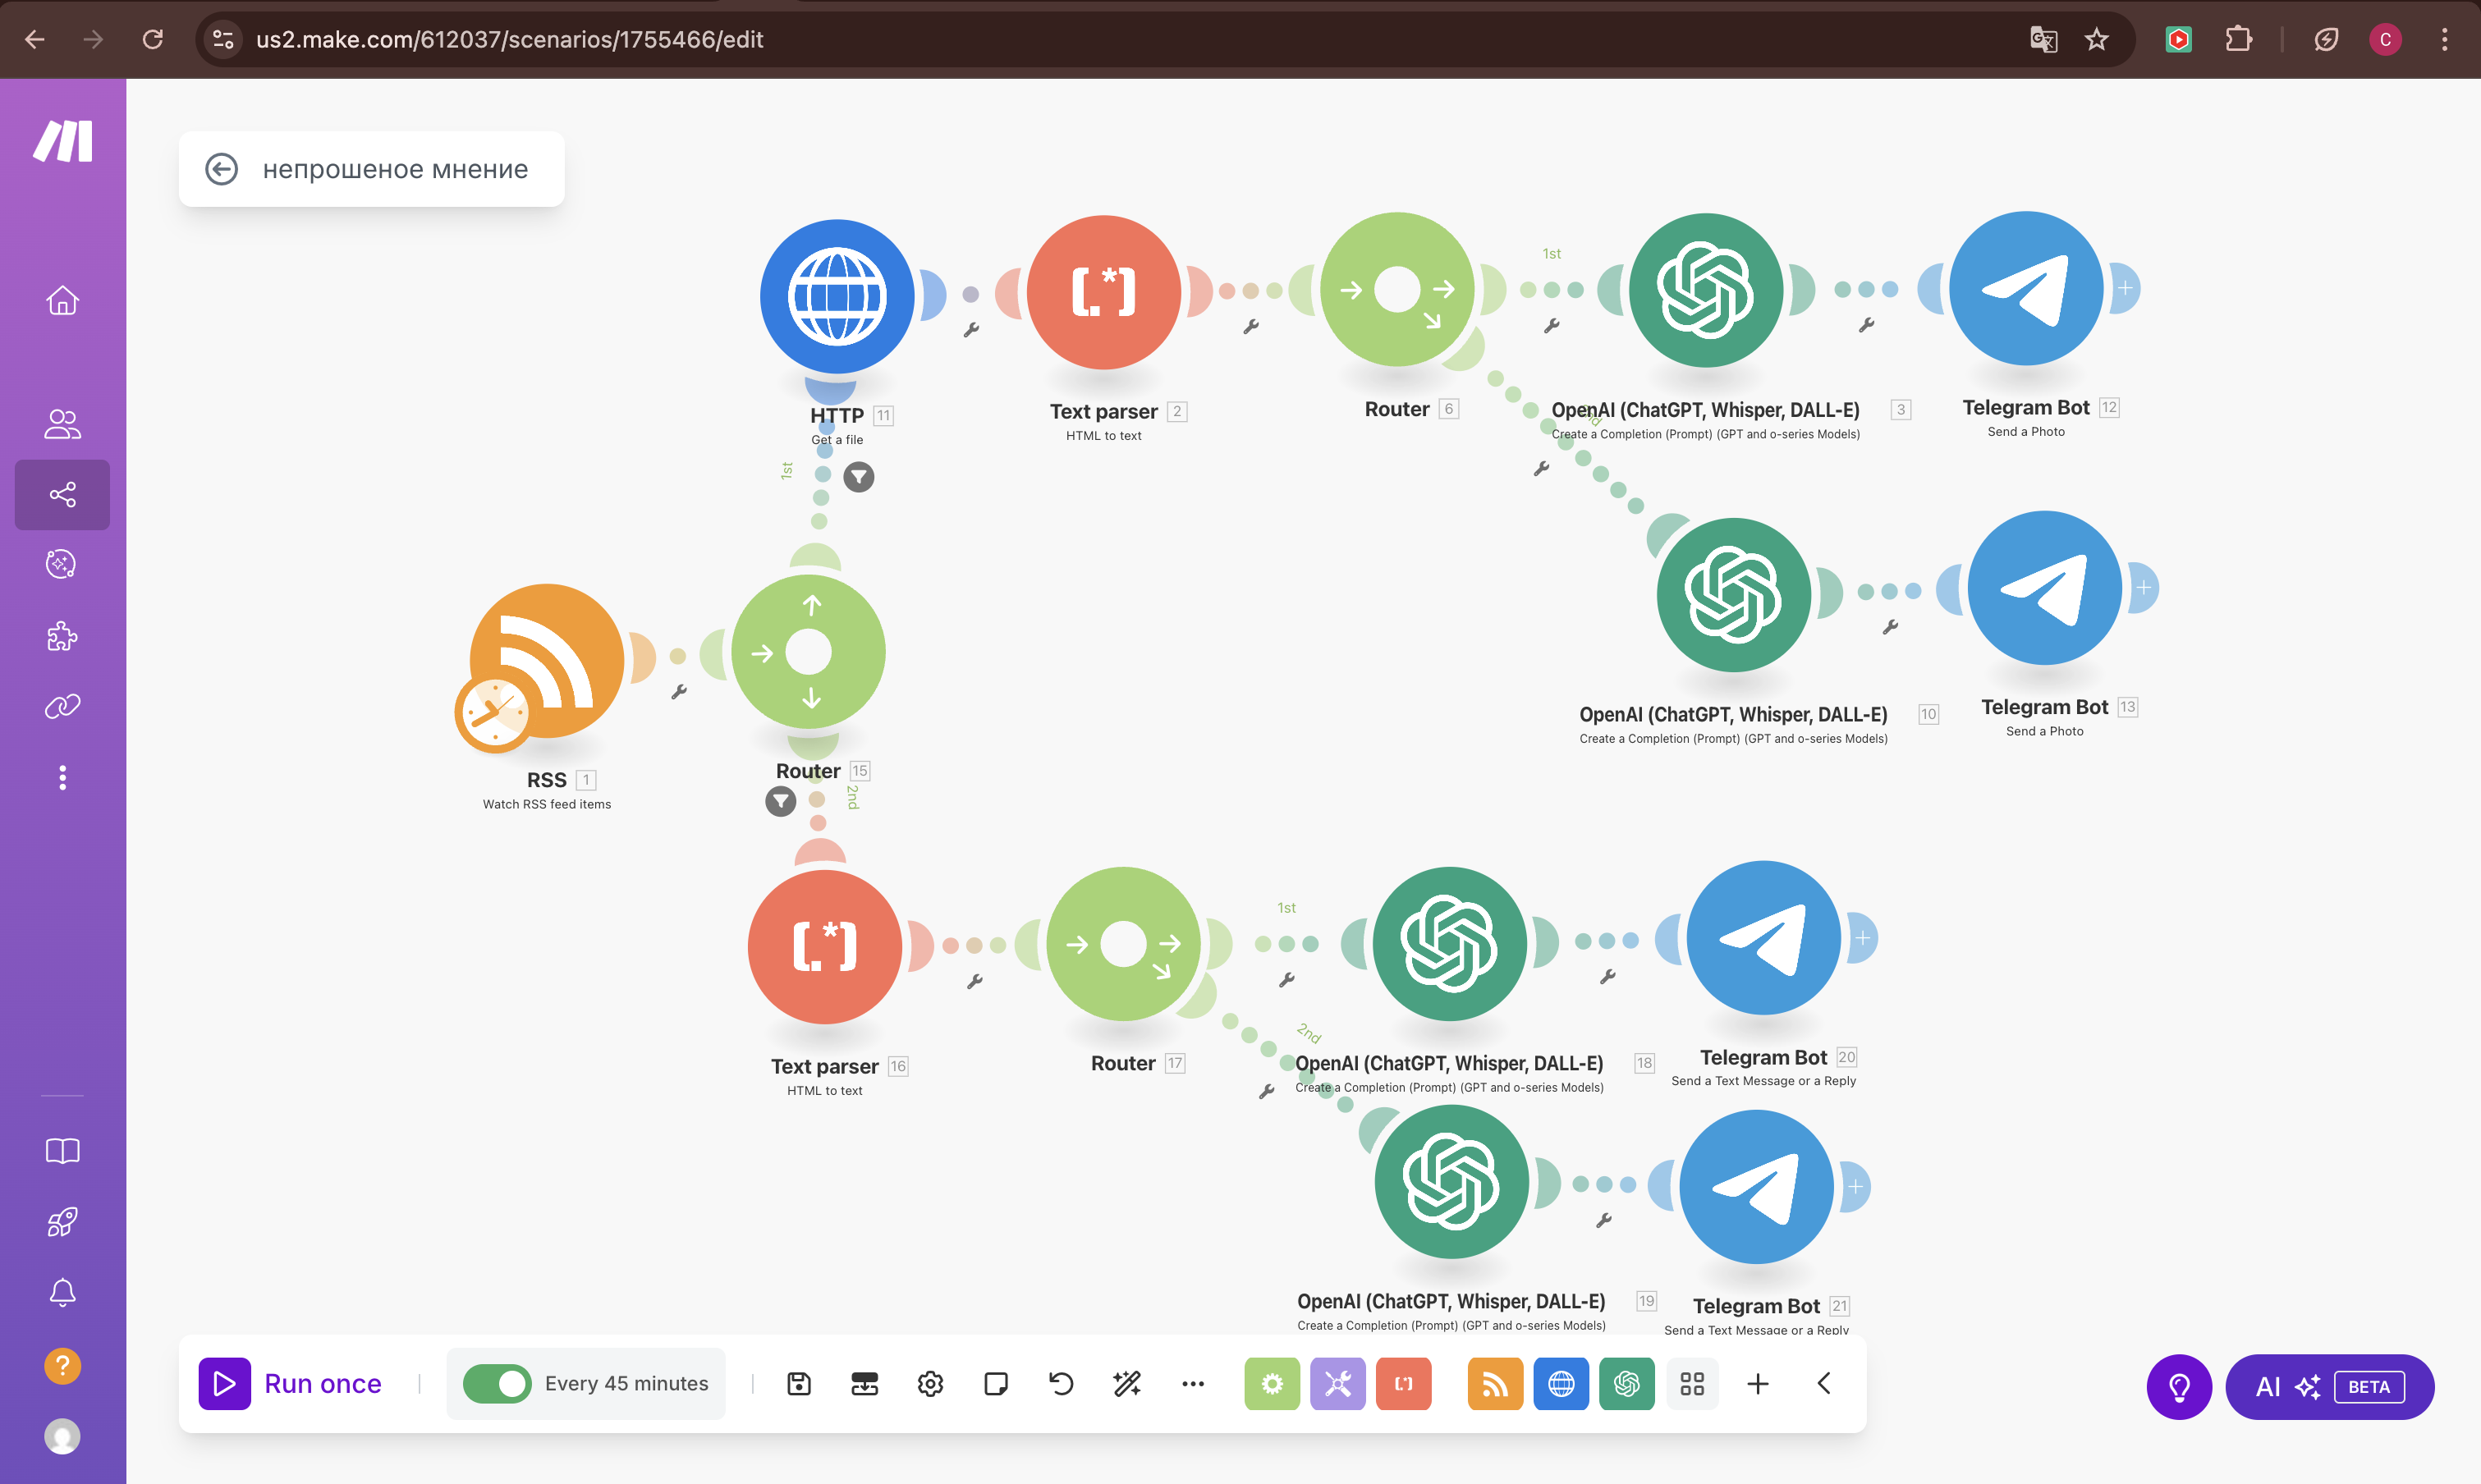 us2.make.com/612037/scenarios/1755466/edit
C
непрошеное мнение
HTTP 11
Get a file
Text parser 2
HTML to text
Router 6
1st
OpenAI (ChatGPT, Whisper, DALL-E) 3
Create a Completion (Prompt) (GPT and o-series Models)
Telegram Bot 12
Send a Photo
2nd
1st
OpenAI (ChatGPT, Whisper, DALL-E) 10
Create a Completion (Prompt) (GPT and o-series Models)
Telegram Bot 13
Send a Photo
RSS 1
Watch RSS feed items
Router 15
2nd
Text parser 16
HTML to text
Router 17
1st
2nd
OpenAI (ChatGPT, Whisper, DALL-E) 18
Create a Completion (Prompt) (GPT and o-series Models)
Telegram Bot 20
Send a Text Message or a Reply
OpenAI (ChatGPT, Whisper, DALL-E) 19
Create a Completion (Prompt) (GPT and o-series Models)
Telegram Bot 21
Send a Text Message or a Reply
Run once
Every 45 minutes
AI BETA